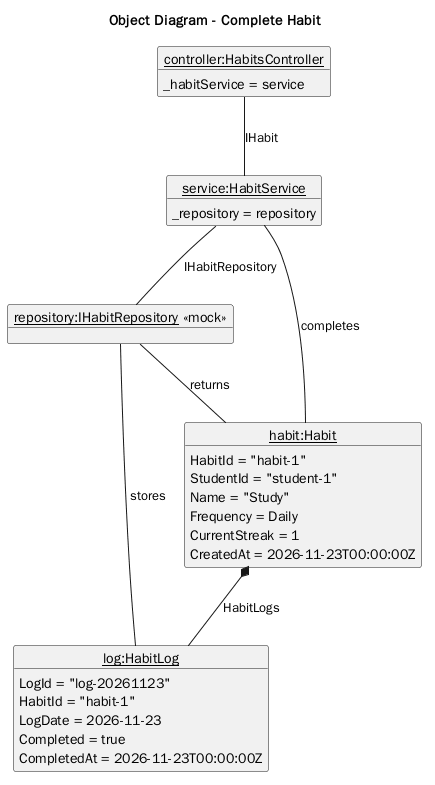 Object Diagram - Complete Habit
controller:HabitsController
_habitService = service
IHabit
service:HabitService
_repository = repository
IHabitRepository
repository:IHabitRepository «mock»
completes
returns
habit:Habit
HabitId = "habit-1"
StudentId = "student-1"
Name = "Study"
Frequency = Daily
CurrentStreak = 1
CreatedAt = 2026-11-23T00:00:00Z
stores
HabitLogs
log:HabitLog
LogId = "log-20261123"
HabitId = "habit-1"
LogDate = 2026-11-23
Completed = true
CompletedAt = 2026-11-23T00:00:00Z